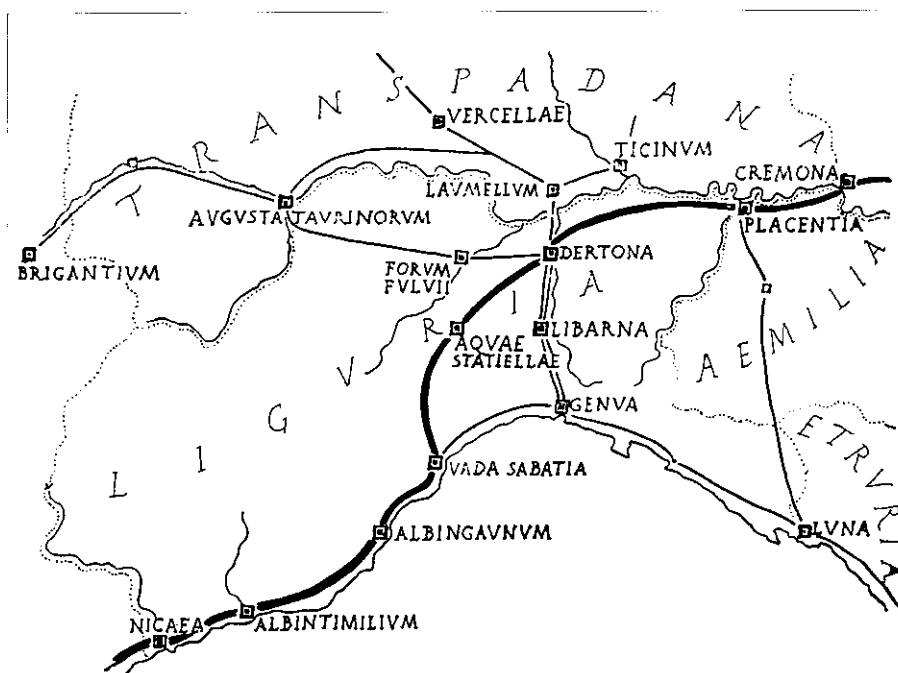 TRANSPADANA
VERCELLAE
TICINVM
CREMONA
LAVMELLVM
AVGVSTA TAVRINORVM
PLACENTIA
BRIGANTIVM
FORVM
FVLVII
DERTONA
AEMILIA
LIGVRIA
AQVAE
STATIELLAE
LIBARNA
GENVA
ETRVRIA
VADA SABATIA
ALBINGAVNVM
LVNA
NICAEA
ALBINTIMILIVM